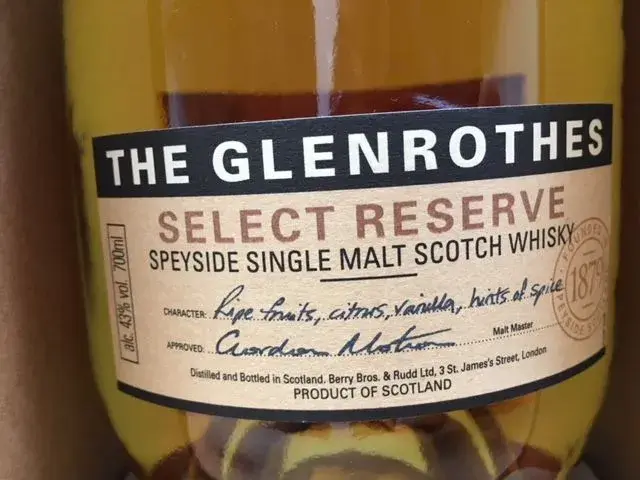 THE GLENROTHES
SELECT RESERVE
SPEYSIDE SINGLE MALT SCOTCH WHISKY
alc. 43% vol. 700ml
CHARACTER: Ripe fruits, citrus, vanilla, hints of spice
APPROVED:
Malt Master
FOUNDED
1879
SPEYSIDE
Distilled and Bottled in Scotland. Berry Bros. & Rudd Ltd, 3 St. James's Street, London
PRODUCT OF SCOTLAND